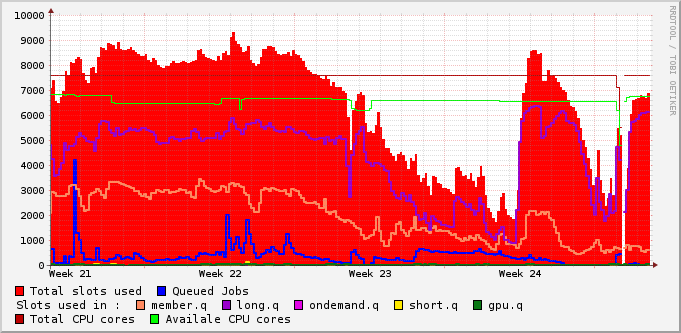 10000
9000
8000
7000
6000
5000
4000
3000
2000
1000
0
Week 21 Week 22 Week 23 Week 24
RRDTOOL / TOBI OETIKER
Total slots used Queued Jobs
Slots used in : member.q long.q ondemand.q short.q gpu.q
Total CPU cores Availale CPU cores